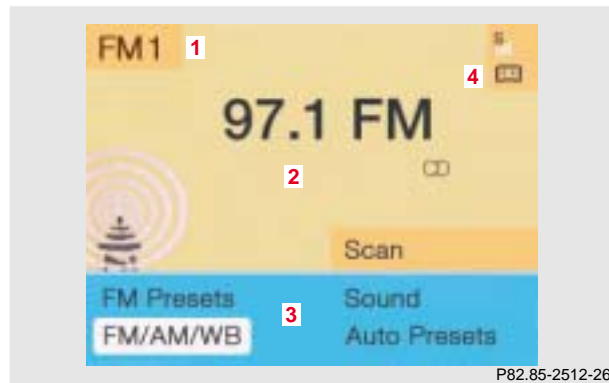 FM1 1
S
4
97.1 FM
2
Scan
FM Presets Sound
3
FM/AM/WB Auto Presets
P82.85-2512-26